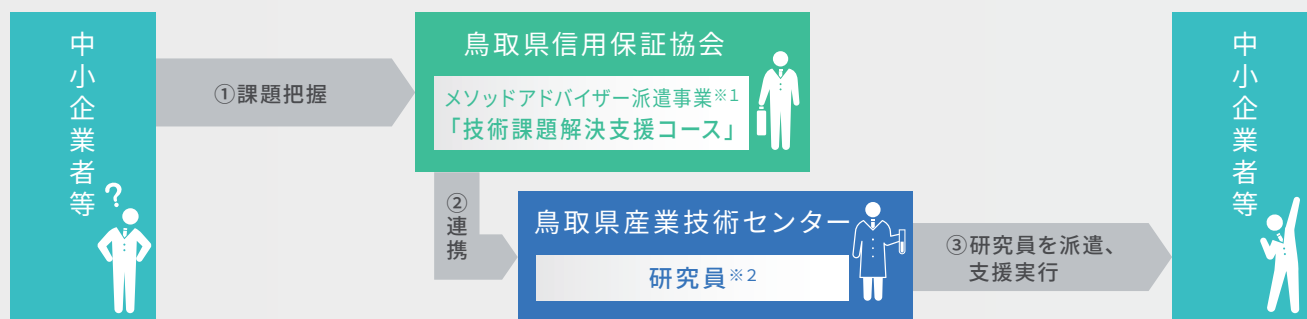 中小企業者等
?
①課題把握
鳥取県信用保証協会
メソッドアドバイザー派遣事業※1
「技術課題解決支援コース」
②連携
鳥取県産業技術センター
研究員※2
③研究員を派遣、
支援実行
中小企業者等